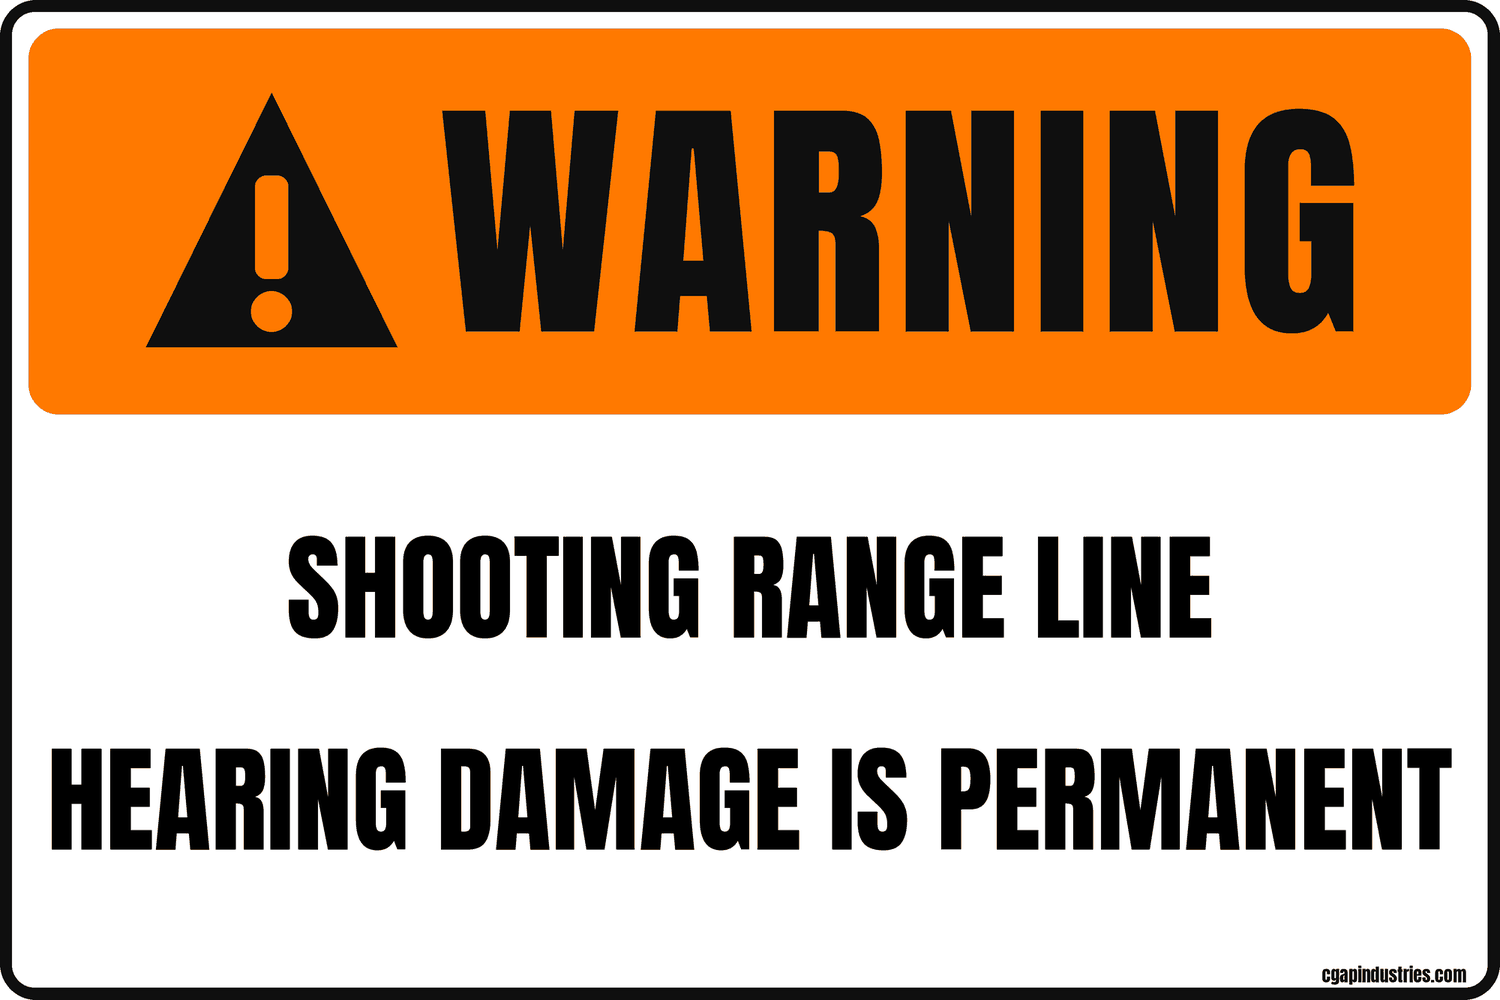 WARNING
SHOOTING RANGE LINE
HEARING DAMAGE IS PERMANENT
cgapindustries.com